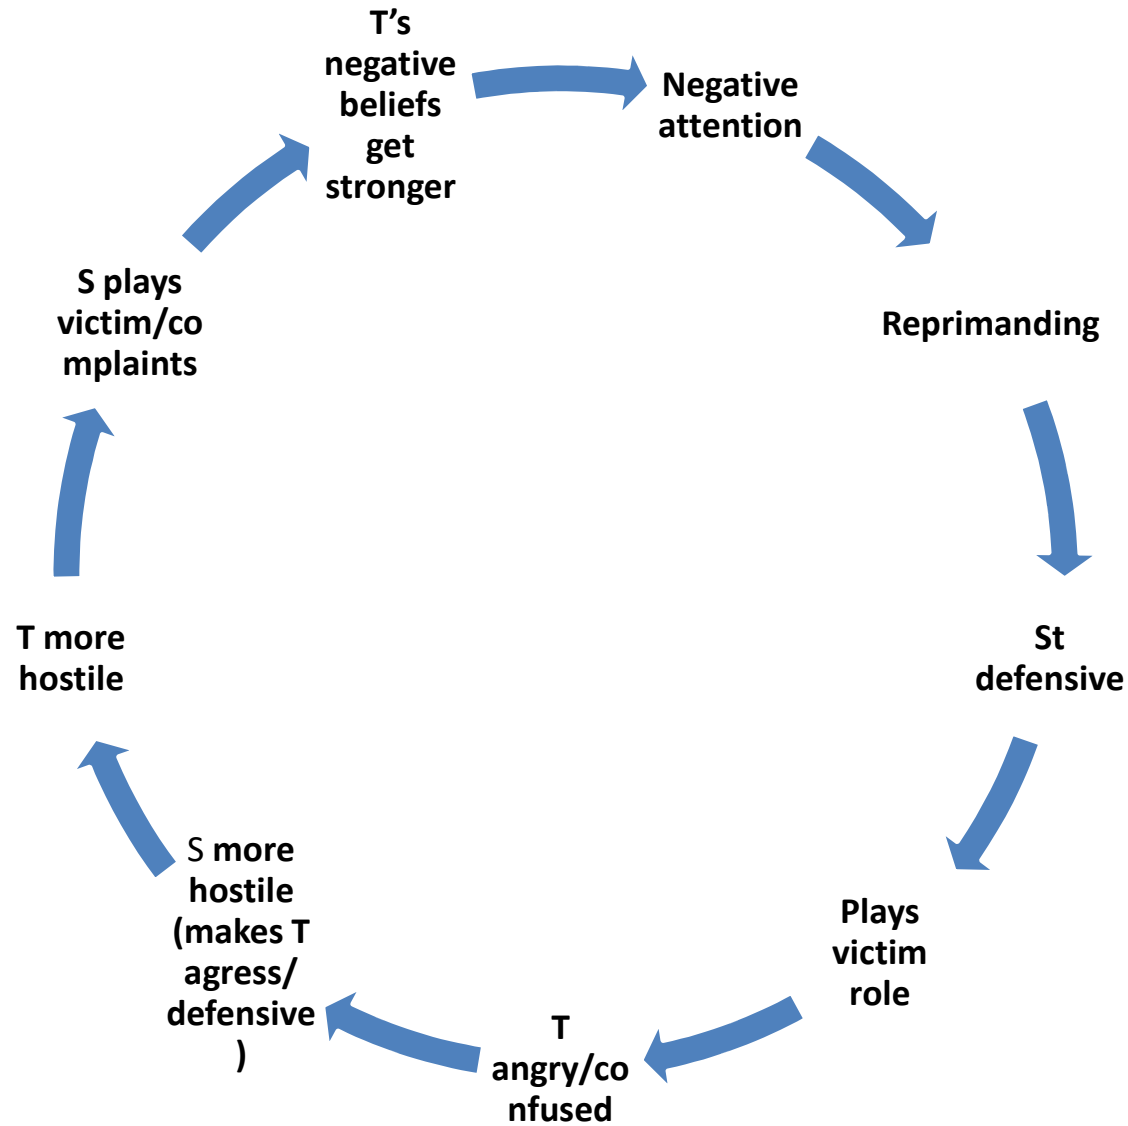 T’s
negative
beliefs
get
stronger
Negative
attention
Reprimanding
St
defensive
Plays
victim
role
T
angry/co
nfused
S more
hostile
(makes T
agress/
defensive
)
T more
hostile
S plays
victim/co
mplaints